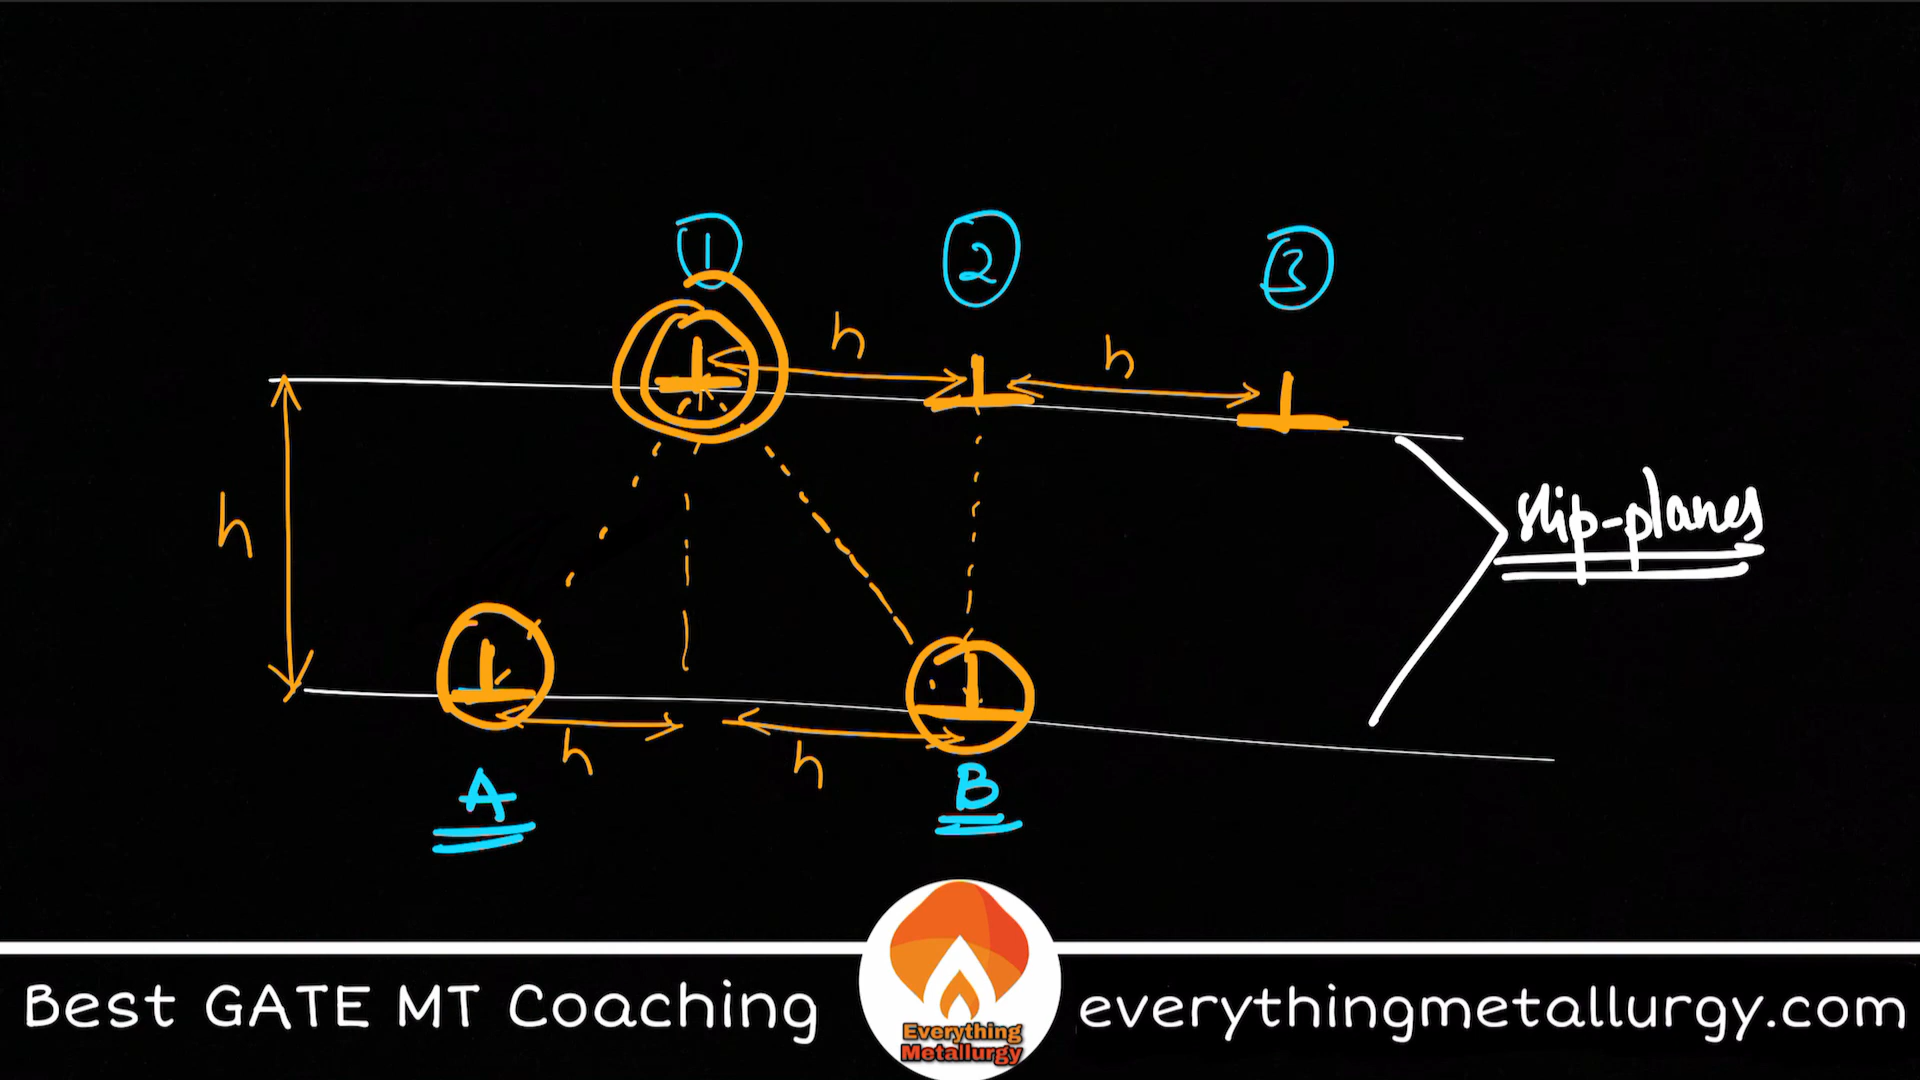 1 2 3
h h
h
slip-planes
h h
A B
Best GATE MT Coaching everythingmetallurgy.com
Everything
Metallurgy